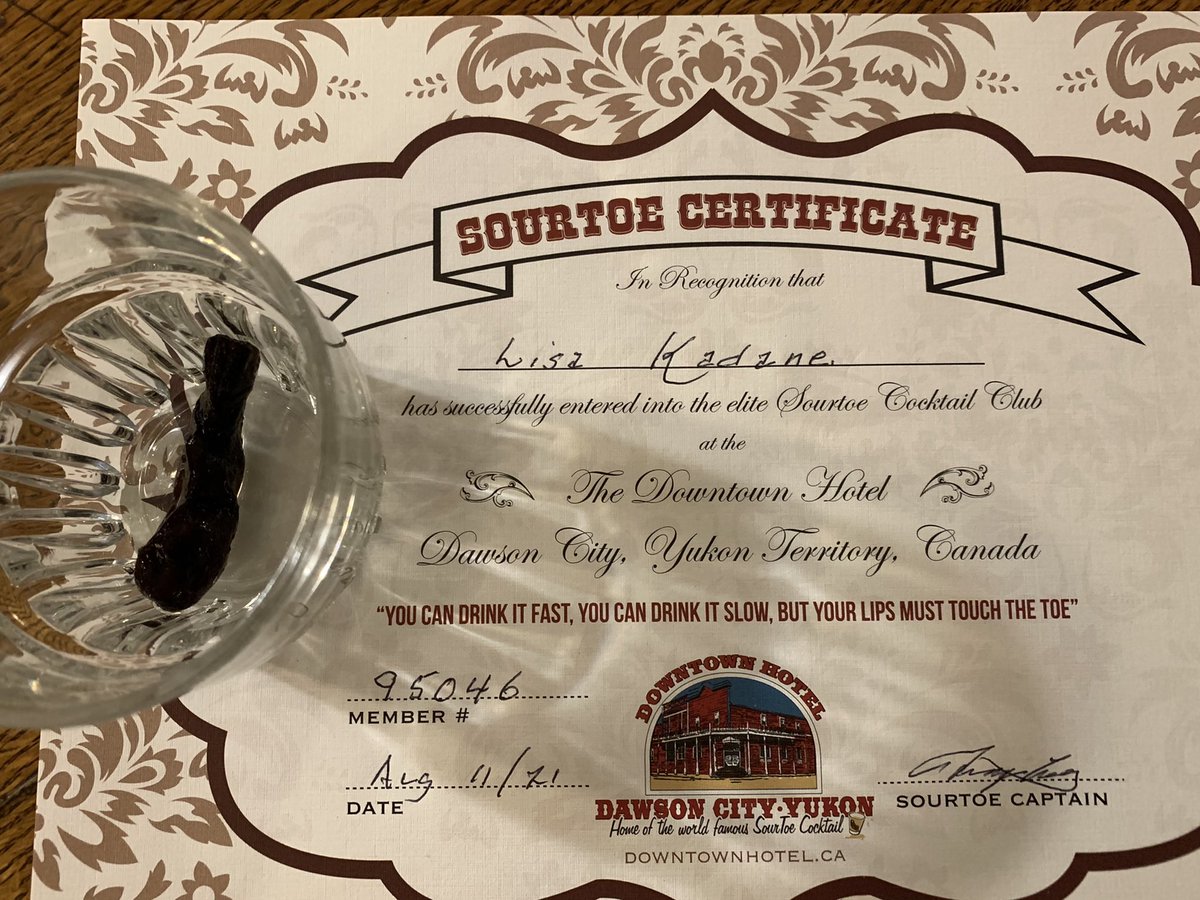 SOURTOE CERTIFICATE
In Recognition that
Lisa Kadane
has successfully entered into the elite Sourtoe Cocktail Club
at the
The Downtown Hotel
Dawson City, Yukon Territory, Canada
"YOU CAN DRINK IT FAST, YOU CAN DRINK IT SLOW, BUT YOUR LIPS MUST TOUCH THE TOE"
95046
MEMBER #
Aug 11/21
DATE
DOWNTOWN HOTEL
DAWSON CITY·YUKON
Home of the world famous SourToe Cocktail
DOWNTOWNHOTEL.CA
SOURTOE CAPTAIN